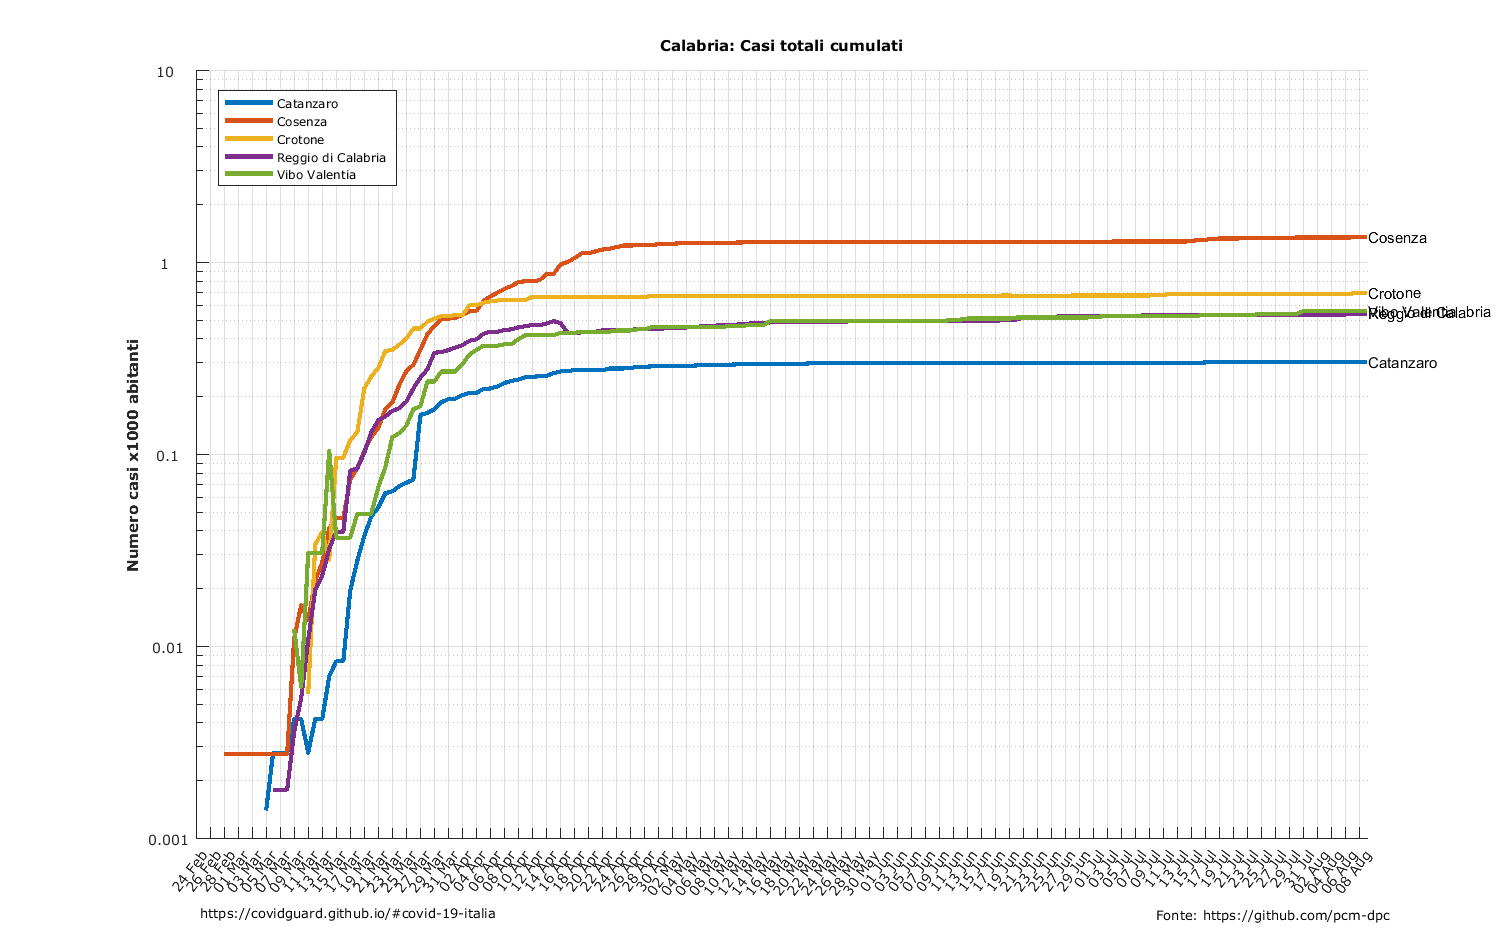 Calabria: Casi totali cumulati
10
1
0.1
0.01
0.001
Numero casi x1000 abitanti
Catanzaro
Cosenza
Crotone
Reggio di Calabria
Vibo Valentia
Cosenza
Crotone
Vibo Valentia
Reggio di Calabria
Catanzaro
24 Feb
26 Feb
28 Feb
01 Mar
03 Mar
05 Mar
07 Mar
09 Mar
11 Mar
13 Mar
15 Mar
17 Mar
19 Mar
21 Mar
23 Mar
25 Mar
27 Mar
29 Mar
31 Mar
02 Apr
04 Apr
06 Apr
08 Apr
10 Apr
12 Apr
14 Apr
16 Apr
18 Apr
20 Apr
22 Apr
24 Apr
26 Apr
28 Apr
30 Apr
02 May
04 May
06 May
08 May
10 May
12 May
14 May
16 May
18 May
20 May
22 May
24 May
26 May
28 May
30 May
01 Jun
03 Jun
05 Jun
07 Jun
09 Jun
11 Jun
13 Jun
15 Jun
17 Jun
19 Jun
21 Jun
23 Jun
25 Jun
27 Jun
29 Jun
01 Jul
03 Jul
05 Jul
07 Jul
09 Jul
11 Jul
13 Jul
15 Jul
17 Jul
19 Jul
21 Jul
23 Jul
25 Jul
27 Jul
29 Jul
31 Jul
02 Aug
04 Aug
06 Aug
08 Aug
https://covidguard.github.io/#covid-19-italia
Fonte: https://github.com/pcm-dpc